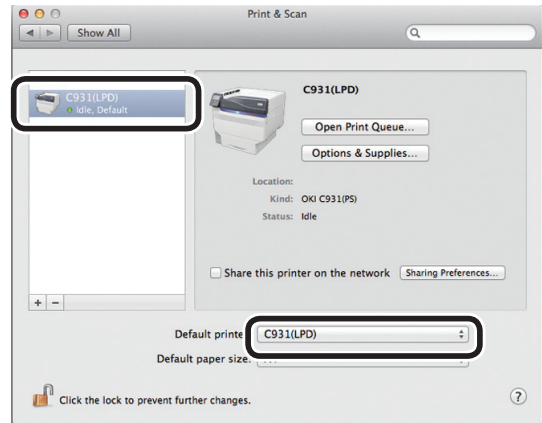 Print & Scan
Show All
C931(LPD)
Idle, Default
C931(LPD)
Open Print Queue...
Options & Supplies...
Location:
Kind: OKI C931(PS)
Status: Idle
Share this printer on the network Sharing Preferences...
+ −
Default C931(LPD)
Default paper size:
Click the lock to prevent further changes. ?